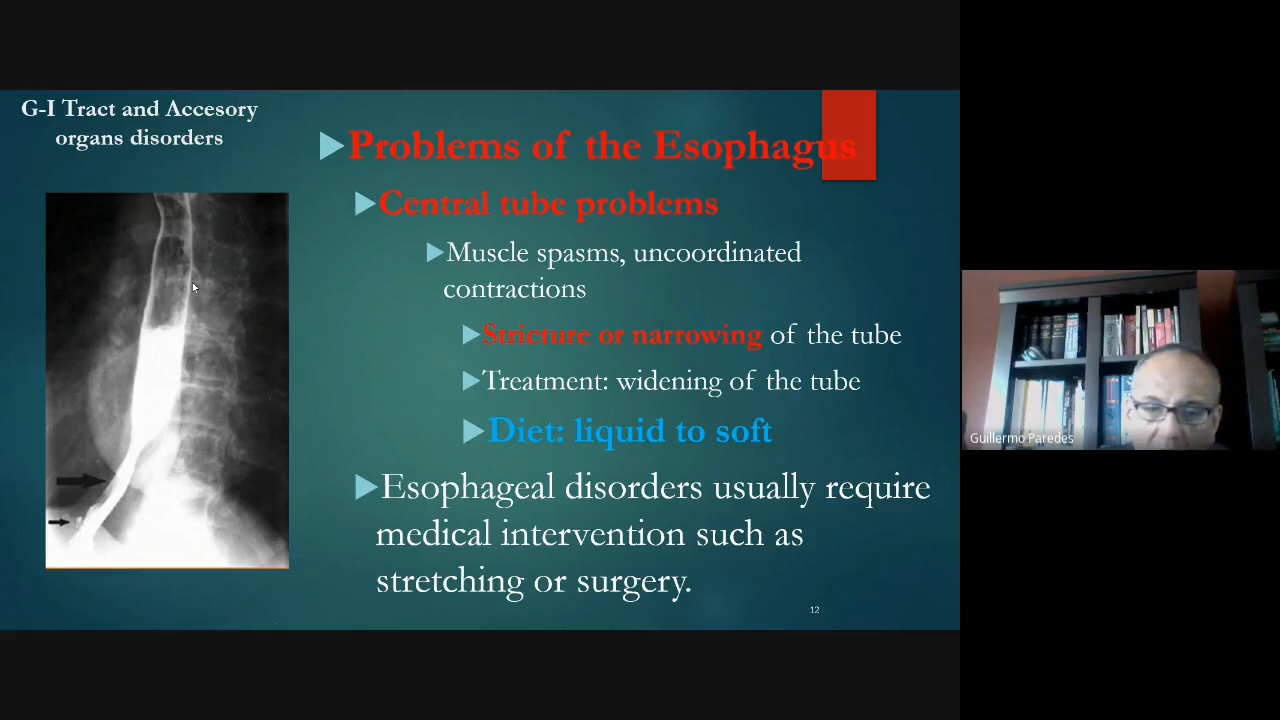 G-I Tract and Accesory
organs disorders
Problems of the Esophagus
Central tube problems
Muscle spasms, uncoordinated
contractions
Stricture or narrowing of the tube
Treatment: widening of the tube
Diet: liquid to soft
Esophageal disorders usually require
medical intervention such as
stretching or surgery.
12
Guillermo Paredes